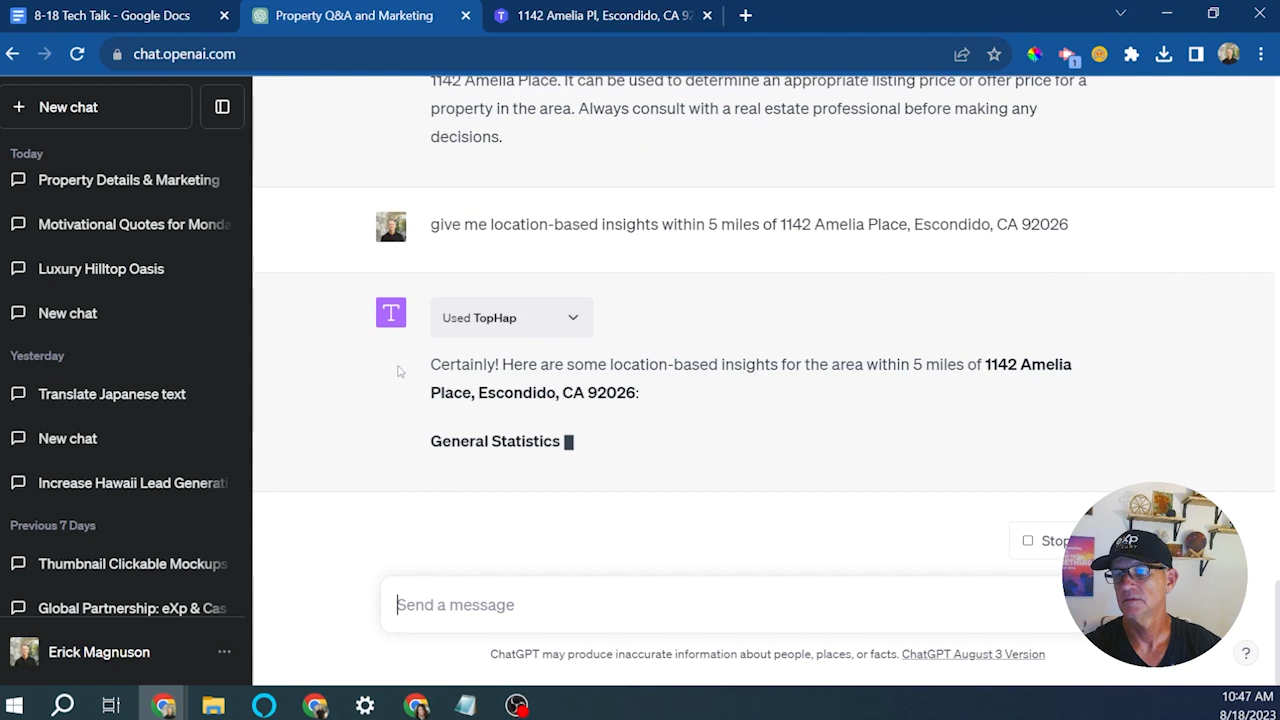 8-18 Tech Talk - Google Docs
Property Q&A and Marketing
1142 Amelia Pl, Escondido, CA 92
chat.openai.com
1
New chat
Today
Property Details & Marketing
Motivational Quotes for Monda
Luxury Hilltop Oasis
New chat
Yesterday
Translate Japanese text
New chat
Increase Hawaii Lead Generati
Previous 7 Days
Thumbnail Clickable Mockups
Global Partnership: eXp & Cas
Erick Magnuson
1142 Amelia Place. It can be used to determine an appropriate listing price or offer price for a
property in the area. Always consult with a real estate professional before making any
decisions.
give me location-based insights within 5 miles of 1142 Amelia Place, Escondido, CA 92026
T
Used TopHap
Certainly! Here are some location-based insights for the area within 5 miles of 1142 Amelia
Place, Escondido, CA 92026:
General Statistics
Stop
Send a message
ChatGPT may produce inaccurate information about people, places, or facts. ChatGPT August 3 Version
?
eXp
10:47 AM
8/18/2023